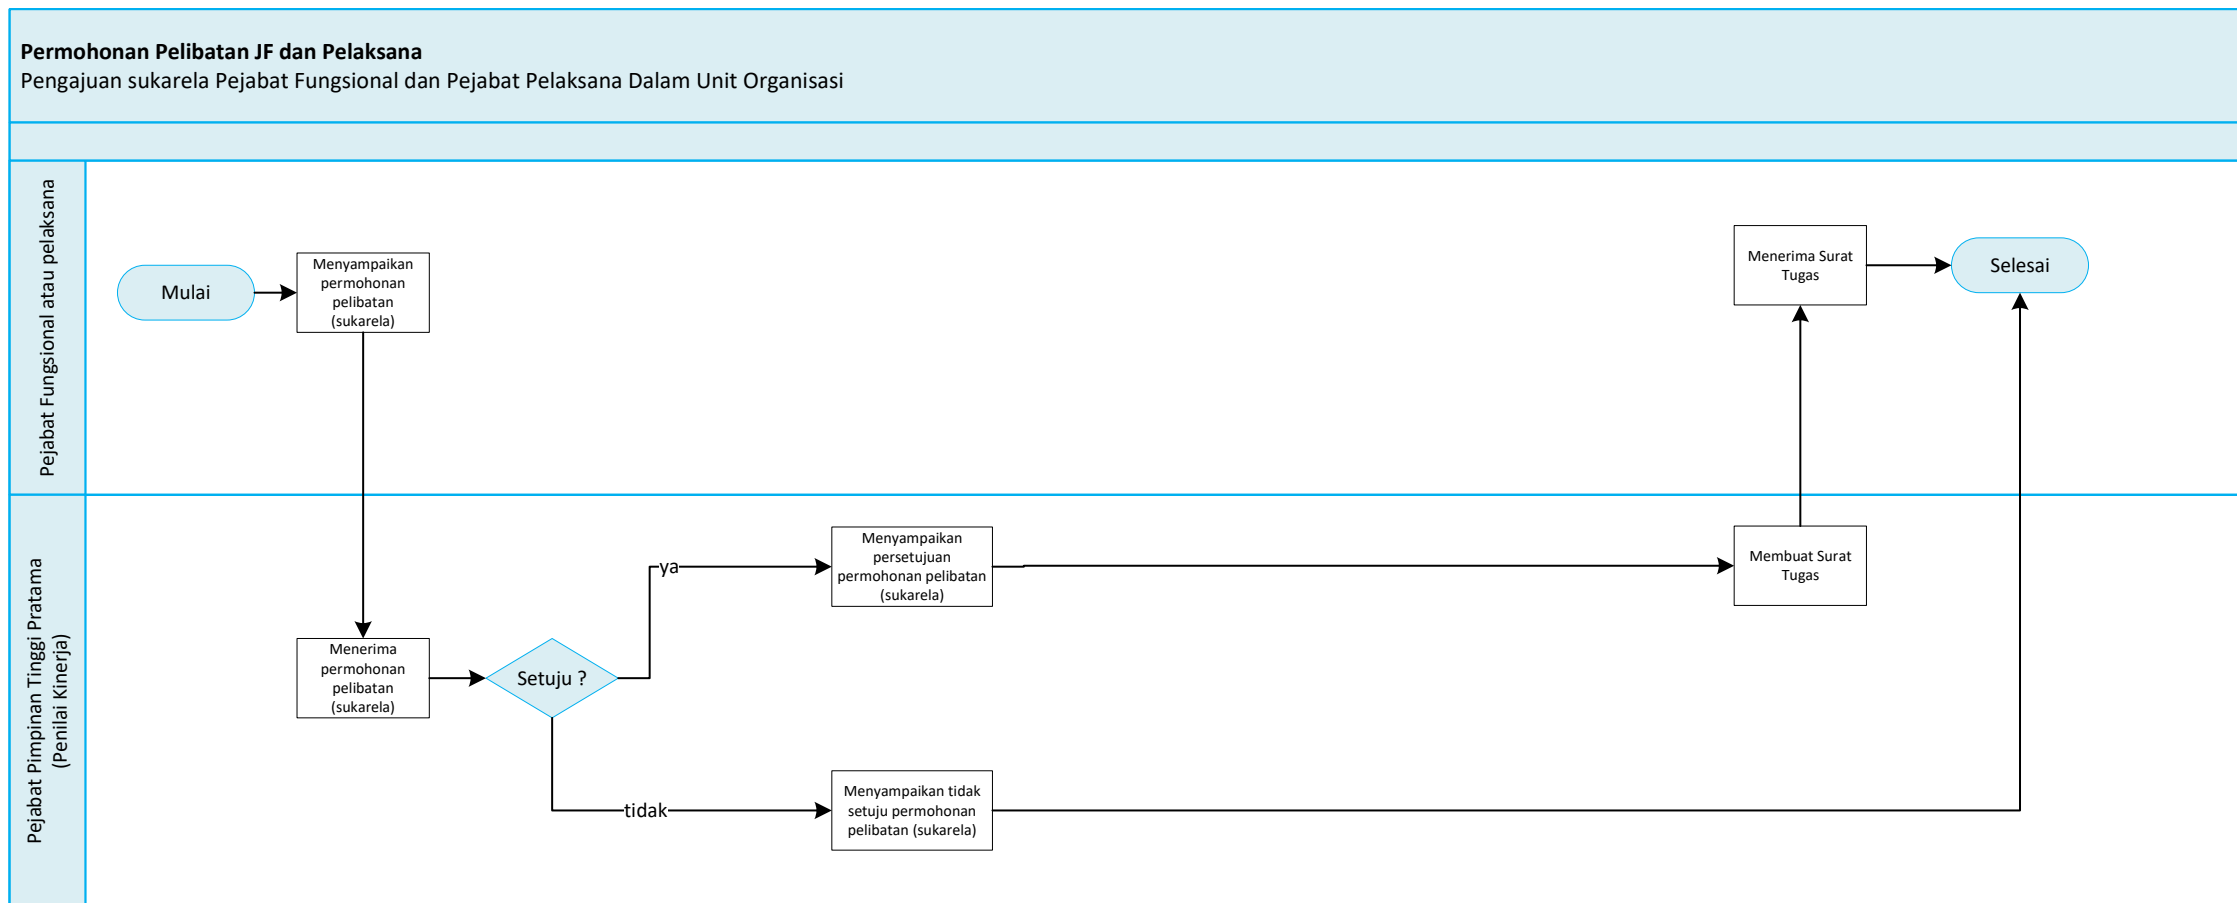 Permohonan Pelibatan JF dan Pelaksana
Pengajuan sukarela Pejabat Fungsional dan Pejabat Pelaksana Dalam Unit Organisasi
Pejabat Fungsional atau pelaksana
Mulai
Menyampaikan
permohonan
pelibatan
(sukarela)
Menerima Surat
Tugas
Selesai
Pejabat Pimpinan Tinggi Pratama
(Penilai Kinerja)
Menerima
permohonan
pelibatan
(sukarela)
Setuju ?
ya
Menyampaikan
persetujuan
permohonan pelibatan
(sukarela)
Membuat Surat
Tugas
tidak
Menyampaikan tidak
setuju permohonan
pelibatan (sukarela)